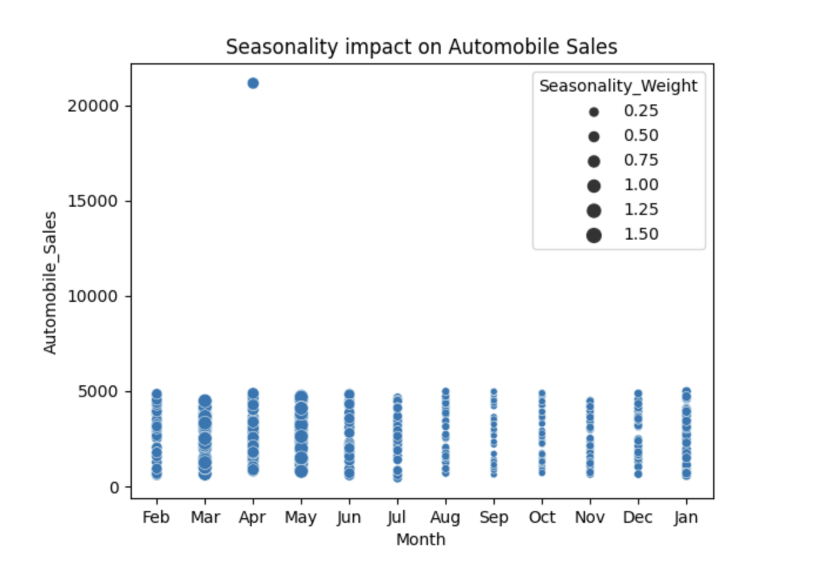 Seasonality impact on Automobile Sales
Seasonality_Weight
0.25
0.50
0.75
1.00
1.25
1.50
Automobile_Sales
20000
15000
10000
5000
0
Feb Mar Apr May Jun Jul Aug Sep Oct Nov Dec Jan
Month